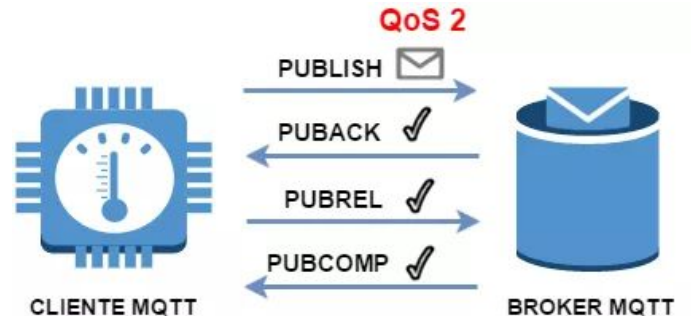 QoS 2
PUBLISH
PUBACK
PUBREL
PUBCOMP
CLIENTE MQTT
BROKER MQTT